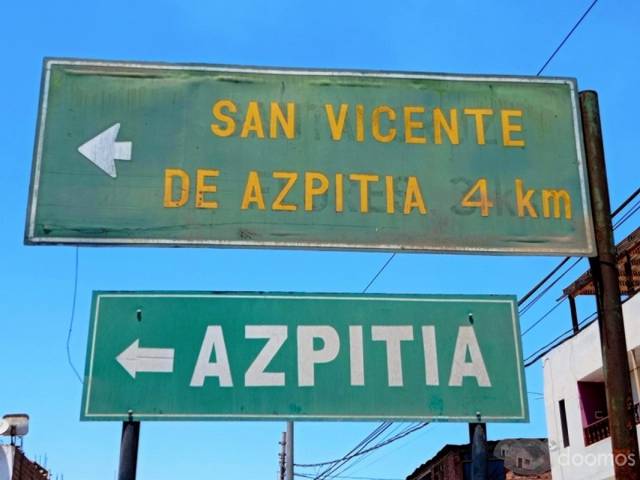 SAN VICENTE
DE AZPITIA 4 km
AZPITIA
doomos